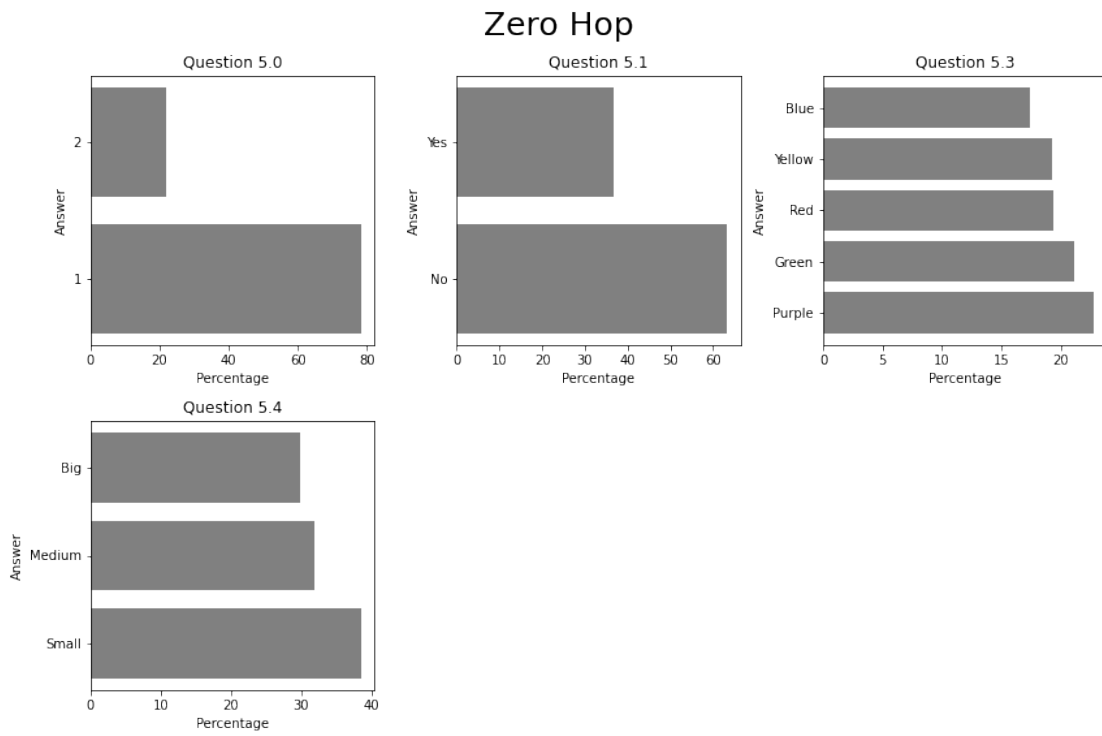 Zero Hop
Question 5.0
Answer
2
1
0 20 40 60 80
Percentage
Question 5.1
Answer
Yes
No
0 10 20 30 40 50 60
Percentage
Question 5.3
Answer
Blue
Yellow
Red
Green
Purple
0 5 10 15 20
Percentage
Question 5.4
Answer
Big
Medium
Small
0 10 20 30 40
Percentage